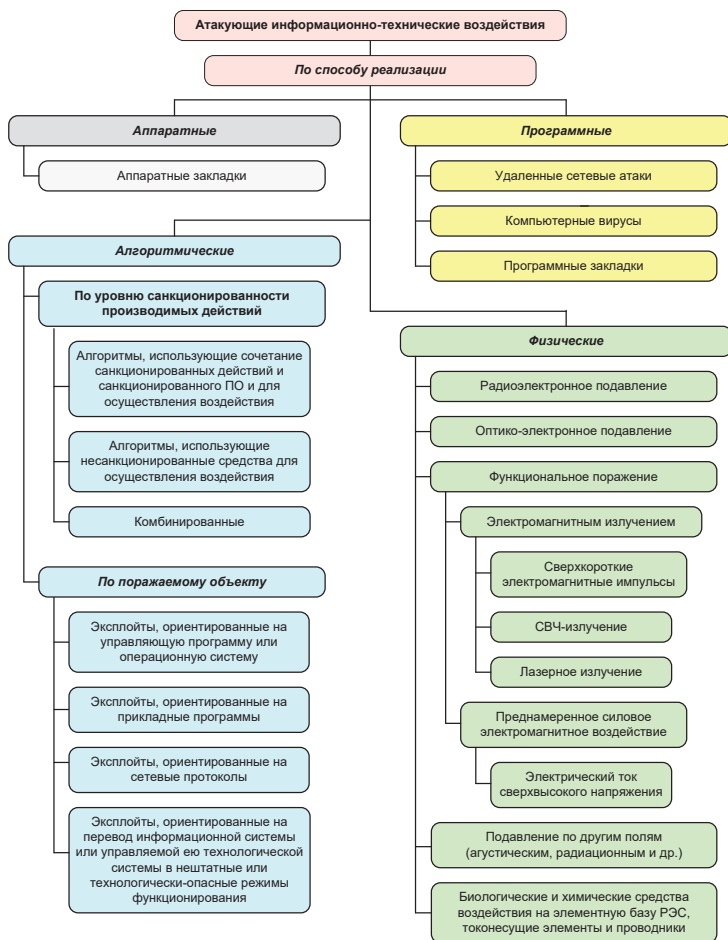 Атакующие информационно-технические воздействия
По способу реализации
Аппаратные
Аппаратные закладки
Программные
Удаленные сетевые атаки
Компьютерные вирусы
Программные закладки
Алгоритмические
По уровню санкционированности
производимых действий
Алгоритмы, использующие сочетание
санкционированных действий и
санкционированного ПО и для
осуществления воздействия
Алгоритмы, использующие
несанкционированные средства для
осуществления воздействия
Комбинированные
По поражаемому объекту
Эксплойты, ориентированные на
управляющую программу или
операционную систему
Эксплойты, ориентированные на
прикладные программы
Эксплойты, ориентированные на
сетевые протоколы
Эксплойты, ориентированные на
перевод информационной системы
или управляемой ею технологической
системы в нештатные или
технологически-опасные режимы
функционирования
Физические
Радиоэлектронное подавление
Оптико-электронное подавление
Функциональное поражение
Электромагнитным излучением
Сверхкороткие
электромагнитные импульсы
СВЧ-излучение
Лазерное излучение
Преднамеренное силовое
электромагнитное воздействие
Электрический ток
сверхвысокого напряжения
Подавление по другим полям
(агустическим, радиационным и др.)
Биологические и химические средства
воздействия на элементную базу РЭС,
токонесущие элементы и проводники